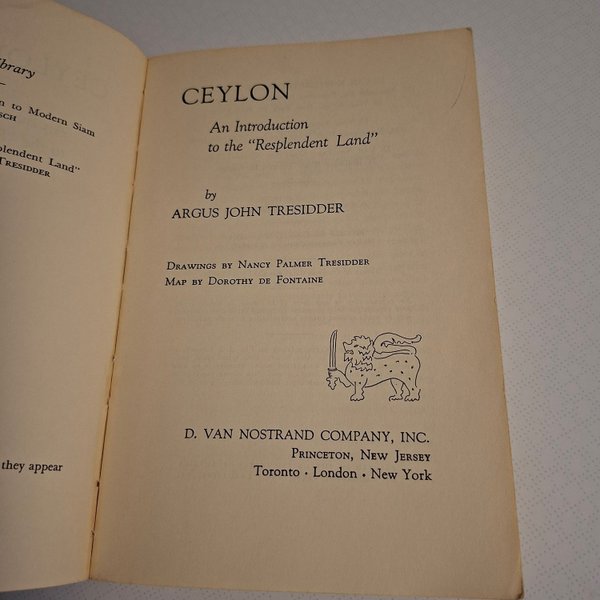 brary
n to Modern Siam
SCH
plendent Land"
TRESIDDER
they appear
CEYLON
An Introduction
to the "Resplendent Land"
by
ARGUS JOHN TRESIDDER
DRAWINGS BY NANCY PALMER TRESIDDER
MAP BY DOROTHY DE FONTAINE
D. VAN NOSTRAND COMPANY, INC.
PRINCETON, NEW JERSEY
Toronto · London · New York